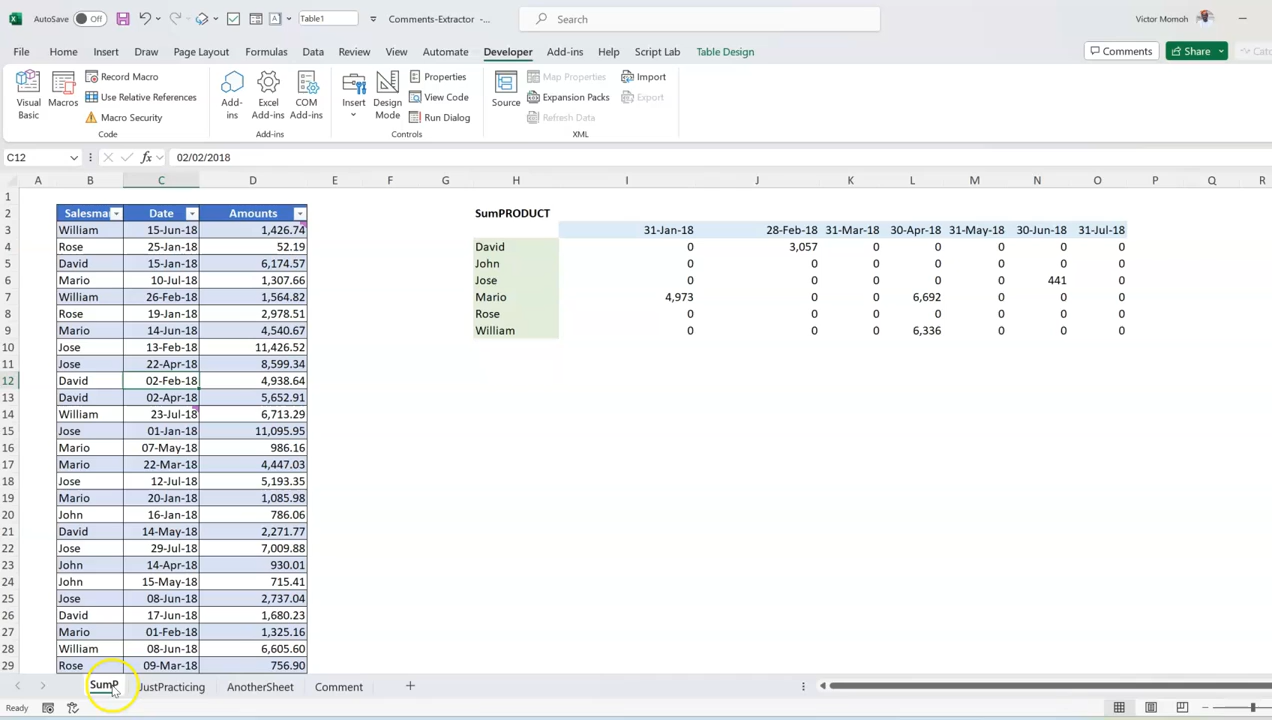 AutoSave Off Table1 Comments-Extractor -... Search Victor Momoh
File Home Insert Draw Page Layout Formulas Data Review View Automate Developer Add-ins Help Script Lab Table Design Comments Share
Visual Basic Macros Record Macro Use Relative References Macro Security Code
Add-ins Excel Add-ins COM Add-ins Add-ins
Insert Design Mode Properties View Code Run Dialog Controls
Source Map Properties Expansion Packs Refresh Data Import Export XML
C12 fx 02/02/2018
A B C D E F G H I J K L M N O P Q R
1
2 Date Amounts SumPRODUCT
3 William 15-Jun-18 1,426.74 31-Jan-18 28-Feb-18 31-Mar-18 30-Apr-18 31-May-18 30-Jun-18 31-Jul-18
4 Rose 25-Jan-18 52.19 David 0 3,057 0 0 0 0 0
5 David 15-Jan-18 6,174.57 John 0 0 0 0 0 0 0
6 Mario 10-Jul-18 1,307.66 Jose 0 0 0 0 0 441 0
7 William 26-Feb-18 1,564.82 Mario 4,973 0 0 6,692 0 0 0
8 Rose 19-Jan-18 2,978.51 Rose 0 0 0 0 0 0 0
9 Mario 14-Jun-18 4,540.67 William 0 0 0 6,336 0 0 0
10 Jose 13-Feb-18 11,426.52
11 Jose 22-Apr-18 8,599.34
12 David 02-Feb-18 4,938.64
13 David 02-Apr-18 5,652.91
14 William 23-Jul-18 6,713.29
15 Jose 01-Jan-18 11,095.95
16 Mario 07-May-18 986.16
17 Mario 22-Mar-18 4,447.03
18 Jose 12-Jul-18 5,193.35
19 Mario 20-Jan-18 1,085.98
20 John 16-Jan-18 786.06
21 David 14-May-18 2,271.77
22 Jose 29-Jul-18 7,009.88
23 John 14-Apr-18 930.01
24 John 15-May-18 715.41
25 Jose 08-Jun-18 2,737.04
26 David 17-Jun-18 1,680.23
27 Mario 01-Feb-18 1,325.16
28 William 08-Jun-18 6,605.60
29 Rose 09-Mar-18 756.90
SumP JustPracticing AnotherSheet Comment
Ready